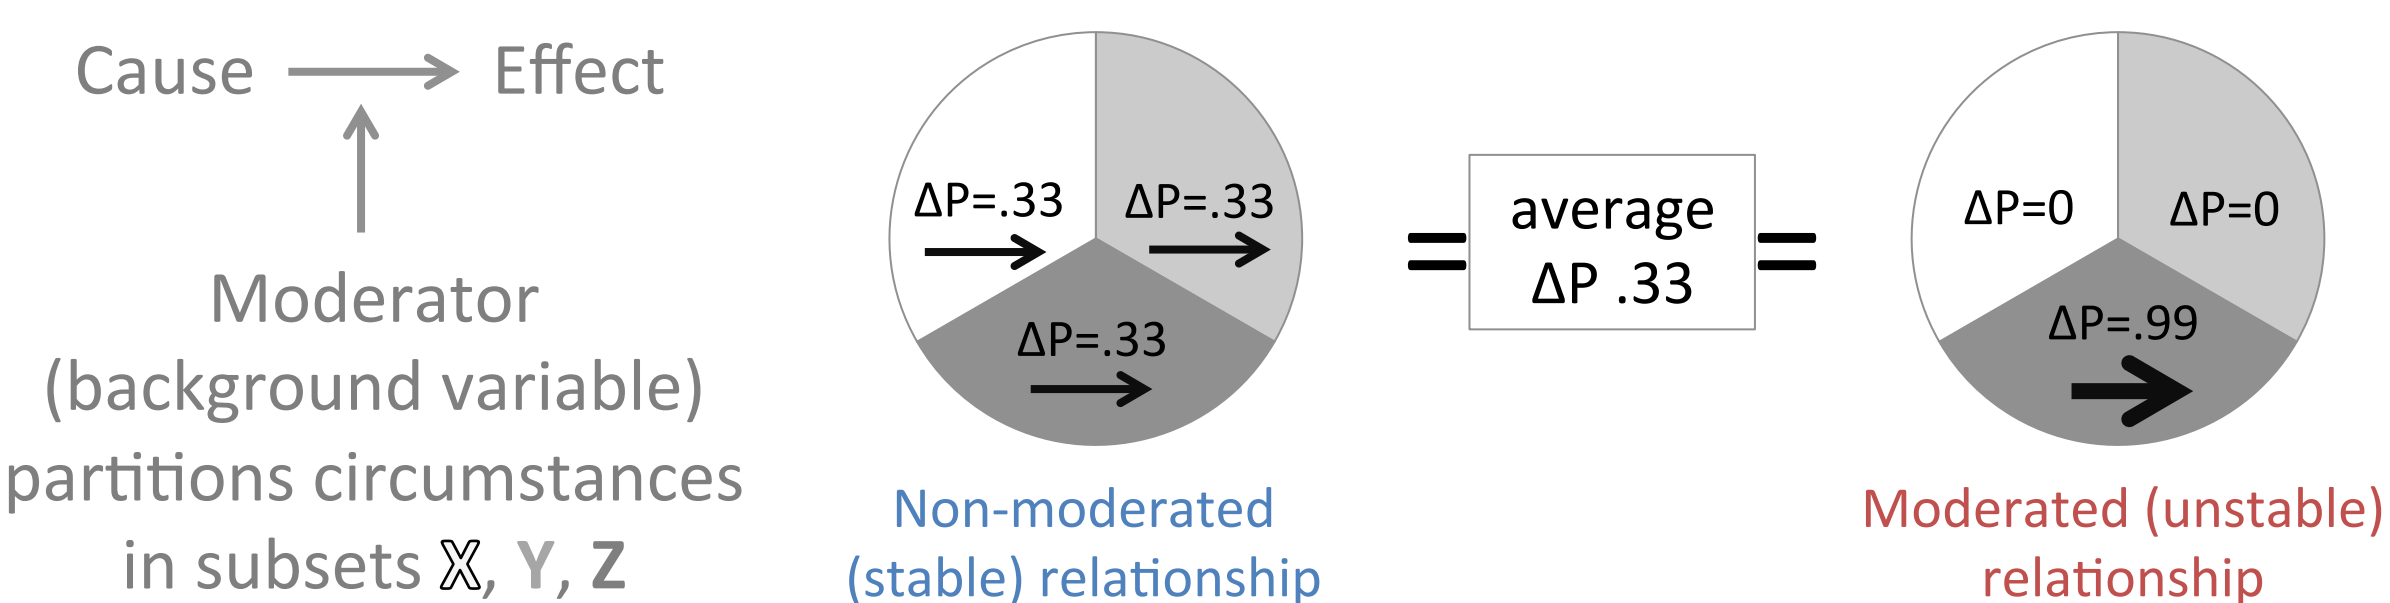 Cause
Effect
Moderator
(background variable)
partitions circumstances
in subsets X, Y, Z
ΔP=.33
ΔP=.33
ΔP=.33
Non-moderated
(stable) relationship
=
average
ΔP .33
=
ΔP=0
ΔP=0
ΔP=.99
Moderated (unstable)
relationship